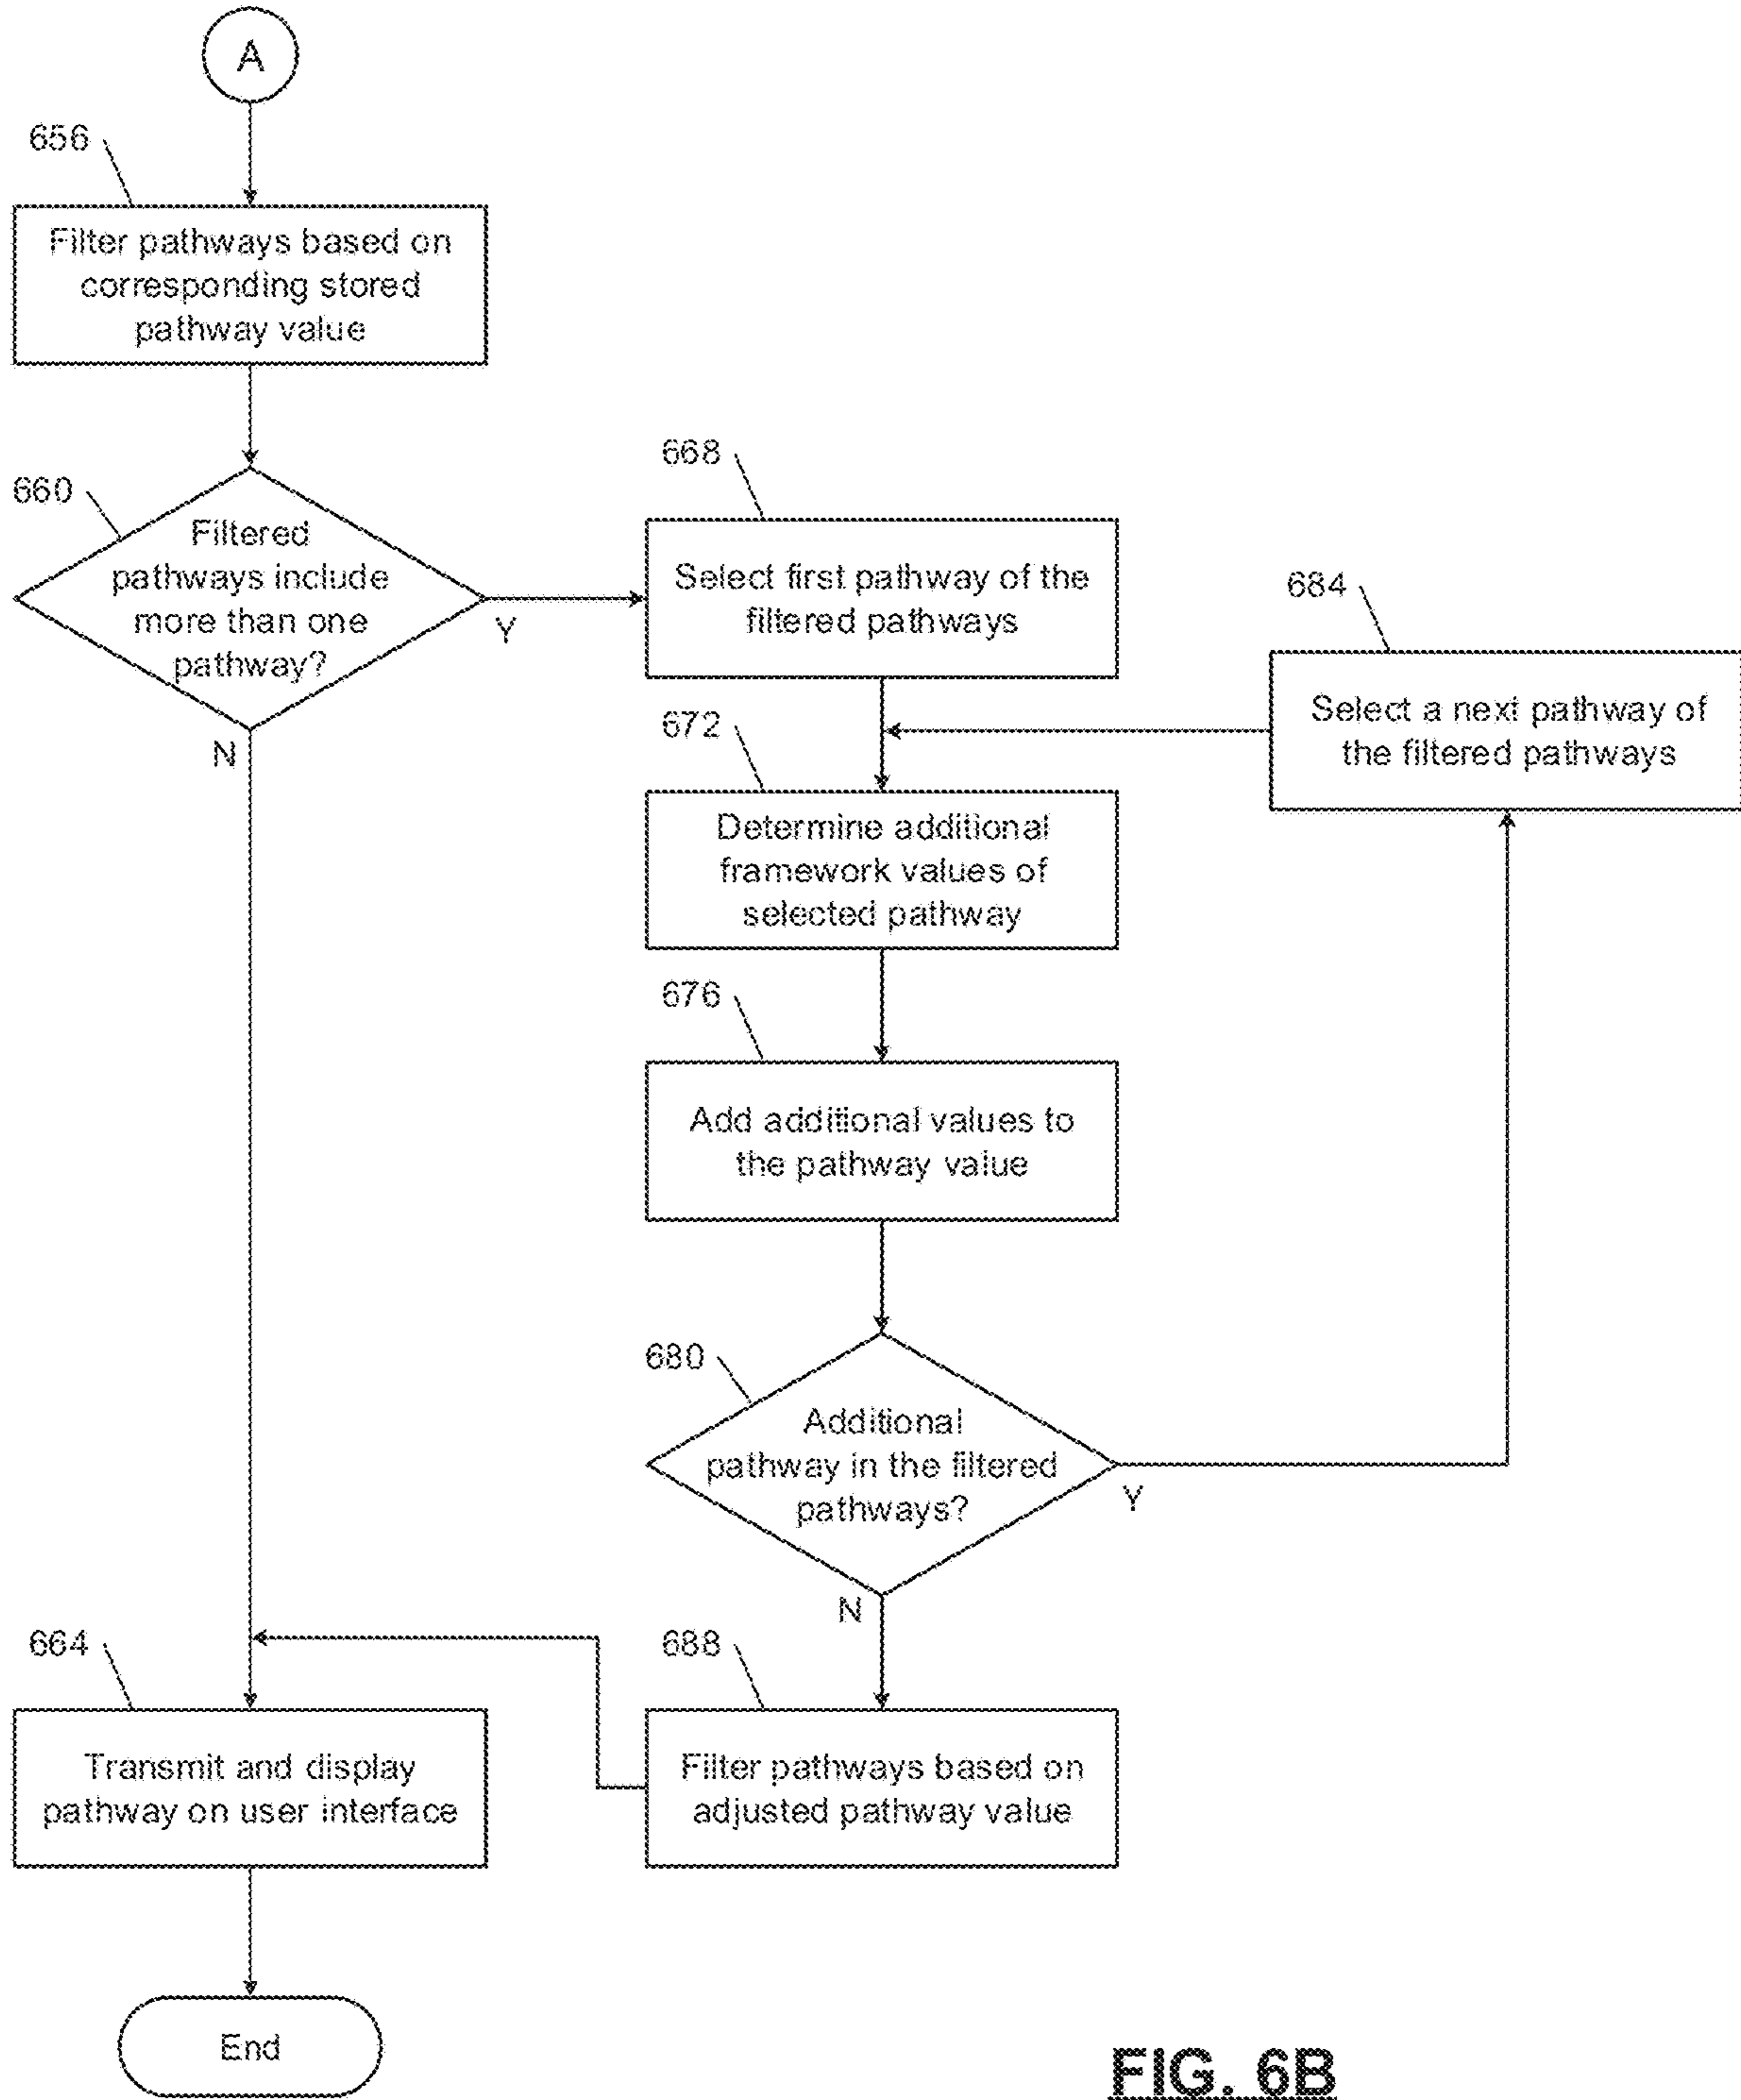 A
656
Filter pathways based on
corresponding stored
pathway value
660
Filtered
pathways include
more than one
pathway?
Y
N
668
Select first pathway of the
filtered pathways
684
Select a next pathway of
the filtered pathways
672
Determine additional
framework values of
selected pathway
676
Add additional values to
the pathway value
680
Additional
pathway in the filtered
pathways?
Y
N
664
Transmit and display
pathway on user interface
688
Filter pathways based on
adjusted pathway value
End
FIG. 6B